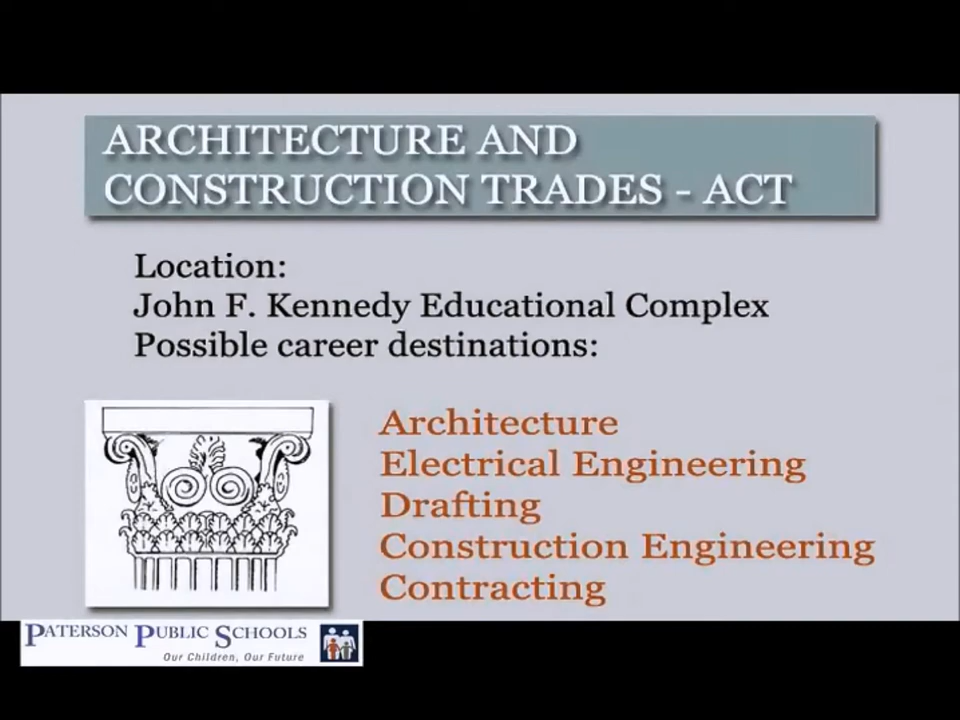 ARCHITECTURE AND
CONSTRUCTION TRADES - ACT
Location:
John F. Kennedy Educational Complex
Possible career destinations:
Architecture
Electrical Engineering
Drafting
Construction Engineering
Contracting
PATERSON PUBLIC SCHOOLS
Our Children, Our Future